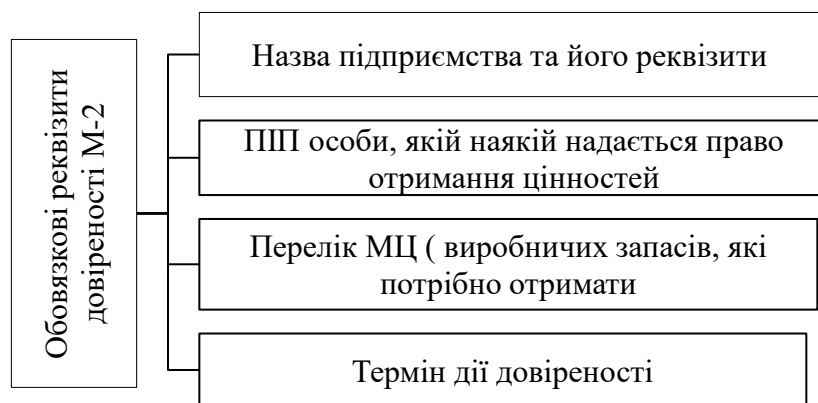 Обовязкові реквізити
довіреності М-2
Назва підприємства та його реквізити
ПІП особи, якій наякій надається право
отримання цінностей
Перелік МЦ ( виробничих запасів, які
потрібно отримати
Термін дії довіреності